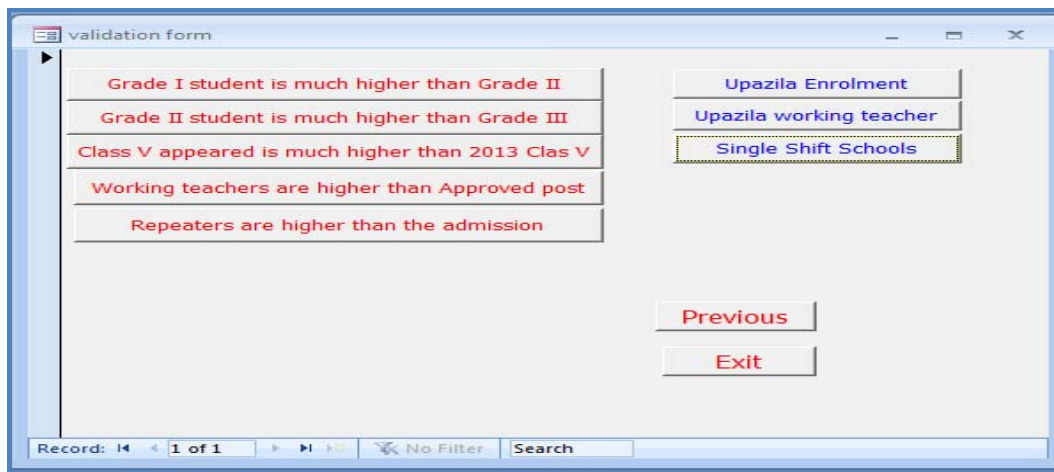 validation form
Grade I student is much higher than Grade II
Grade II student is much higher than Grade III
Class V appeared is much higher than 2013 Clas V
Working teachers are higher than Approved post
Repeaters are higher than the admission
Upazila Enrolment
Upazila working teacher
Single Shift Schools
Previous
Exit
Record: 1 of 1 No Filter Search